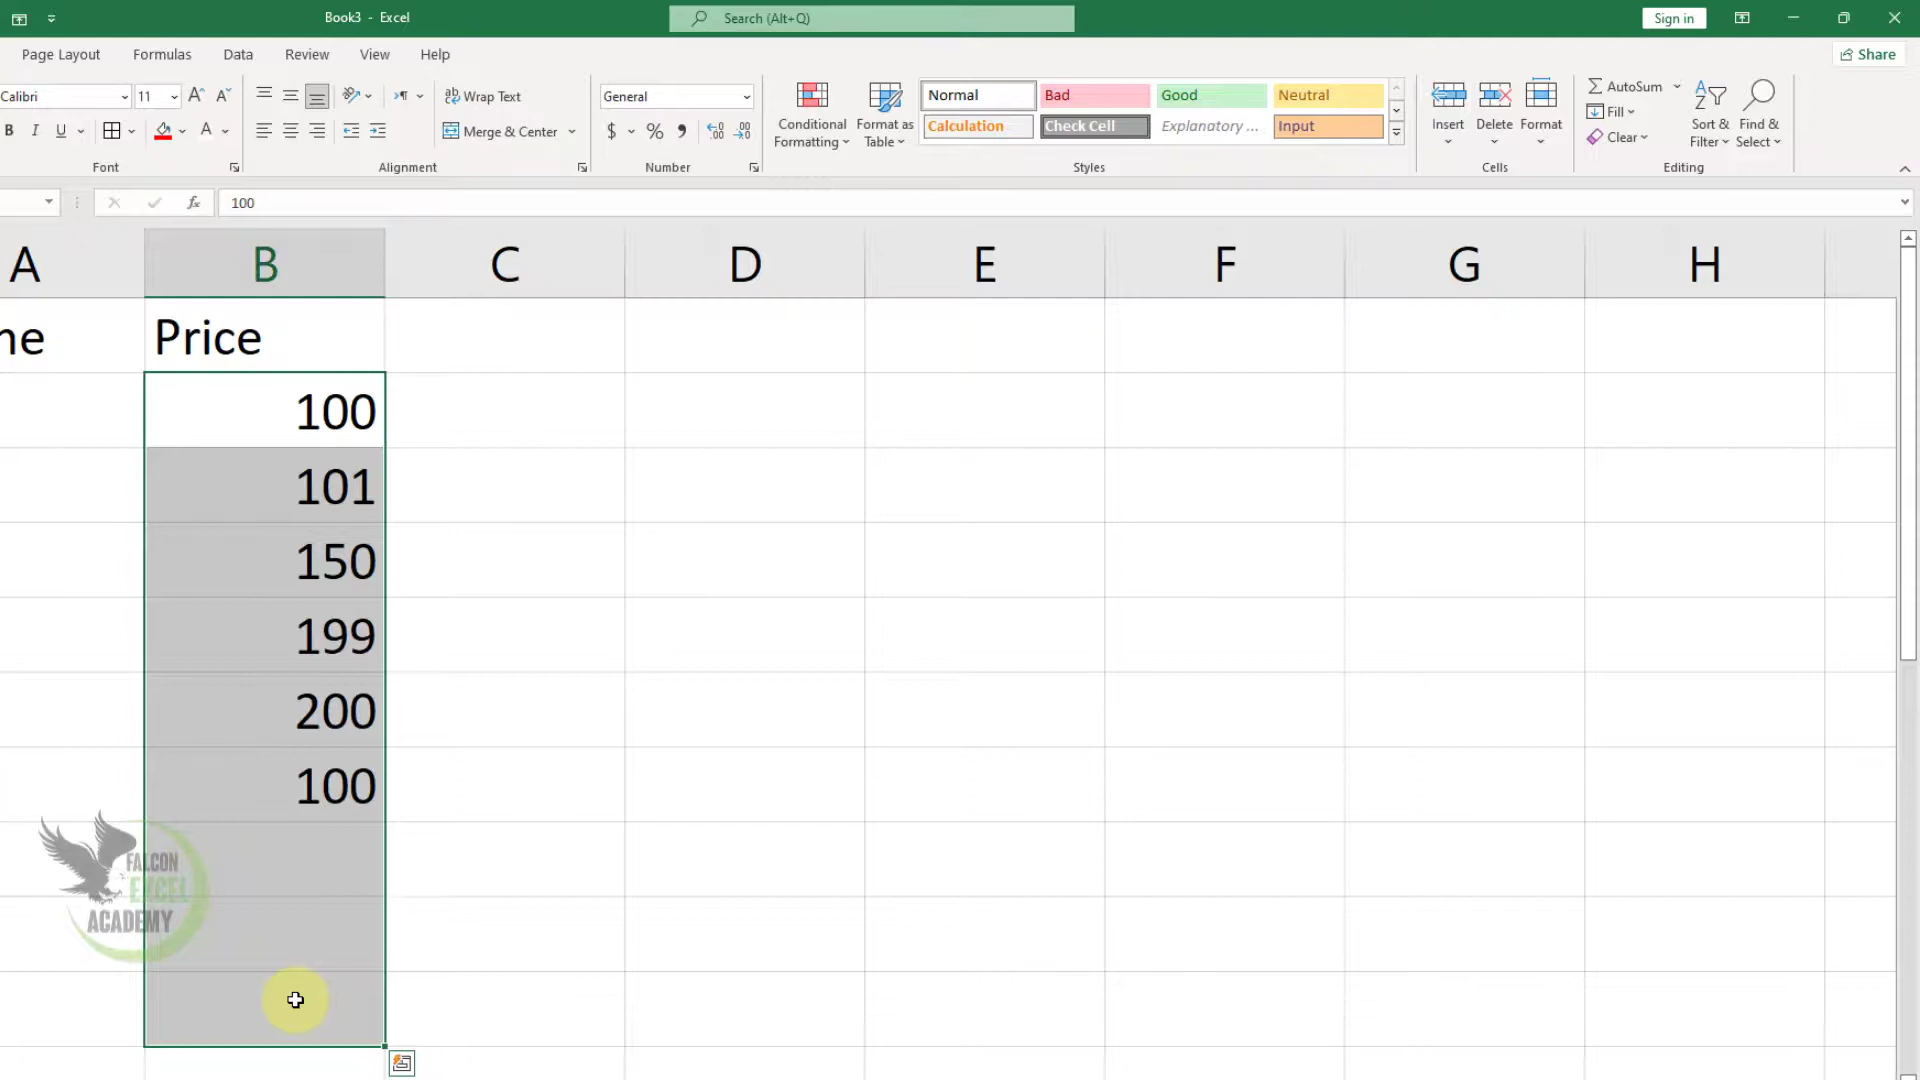 Book3 - Excel
Search (Alt+Q)
Sign in
Page Layout Formulas Data Review View Help
Share
Calibri 11 A A Wrap Text General
Conditional Formatting
Format as Table
Normal Bad Good Neutral
Calculation Check Cell Explanatory ... Input
Insert Delete Format
AutoSum
Fill
Clear
Sort & Filter
Find & Select
B I U A
Merge & Center
$ % ,
Font Alignment Number Styles Cells Editing
fx 100
A B C D E F G H
me Price
100
101
150
199
200
100
FALCON
EXCEL
ACADEMY